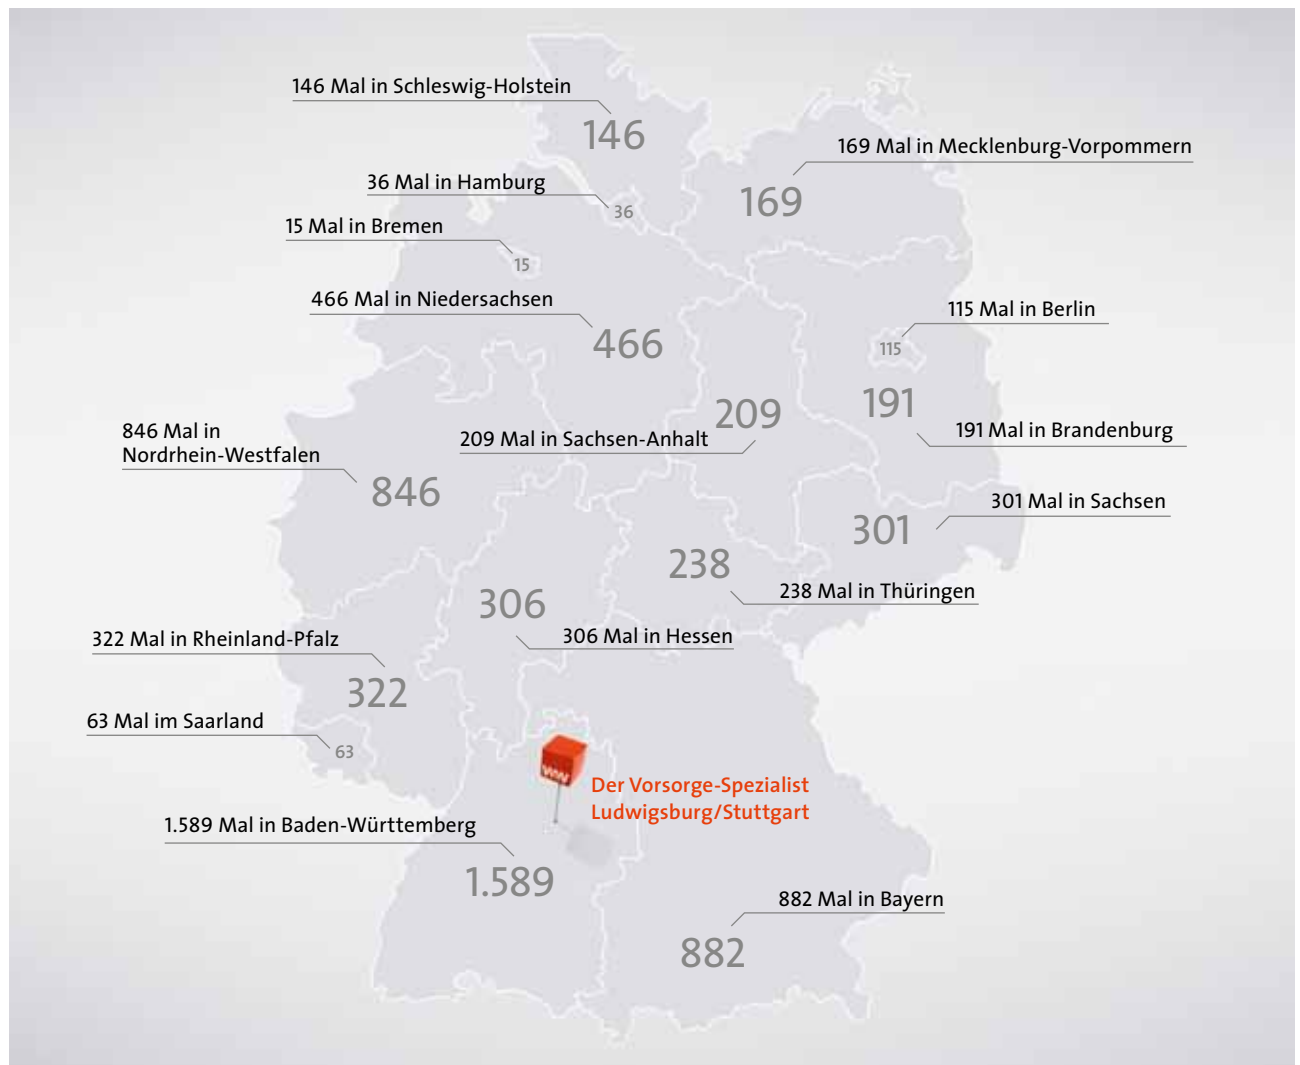 146 Mal in Schleswig-Holstein
146
169 Mal in Mecklenburg-Vorpommern
169
36 Mal in Hamburg
36
15 Mal in Bremen
15
466 Mal in Niedersachsen
466
115 Mal in Berlin
115
191
191 Mal in Brandenburg
209
209 Mal in Sachsen-Anhalt
846 Mal in
Nordrhein-Westfalen
846
301 Mal in Sachsen
301
238
238 Mal in Thüringen
306
306 Mal in Hessen
322 Mal in Rheinland-Pfalz
322
63 Mal im Saarland
63
WW
Der Vorsorge-Spezialist
Ludwigsburg/Stuttgart
1.589 Mal in Baden-Württemberg
1.589
882 Mal in Bayern
882